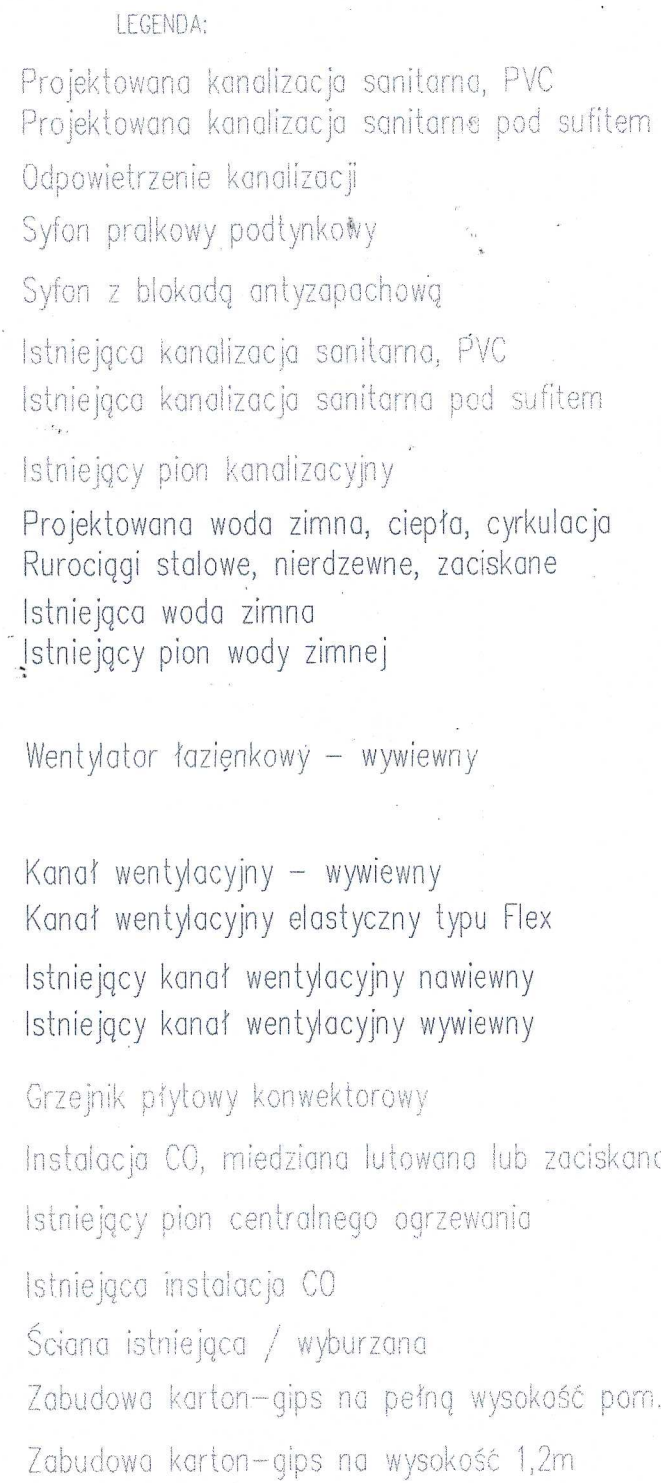 LEGENDA:
Projektowana kanalizacja sanitarna, PVC
Projektowana kanalizacja sanitarna pod sufitem
Odpowietrzenie kanalizacji
Syfon pralkowy podtynkowy
Syfon z blokadą antyzapachową
Istniejąca kanalizacja sanitarna, PVC
Istniejąca kanalizacja sanitarna pod sufitem
Istniejący pion kanalizacyjny
Projektowana woda zimna, ciepła, cyrkulacja
Rurociągi stalowe, nierdzewne, zaciskane
Istniejąca woda zimna
Istniejący pion wody zimnej
Wentylator łazienkowy – wywiewny
Kanał wentylacyjny – wywiewny
Kanał wentylacyjny elastyczny typu Flex
Istniejący kanał wentylacyjny nawiewny
Istniejący kanał wentylacyjny wywiewny
Grzejnik płytowy konwektorowy
Instalacja CO, miedziana lutowana lub zaciskana
Istniejący pion centralnego ogrzewania
Istniejąca instalacja CO
Ściana istniejąca / wyburzana
Zabudowa karton–gips na pełną wysokość pom.
Zabudowa karton–gips na wysokość 1,2m